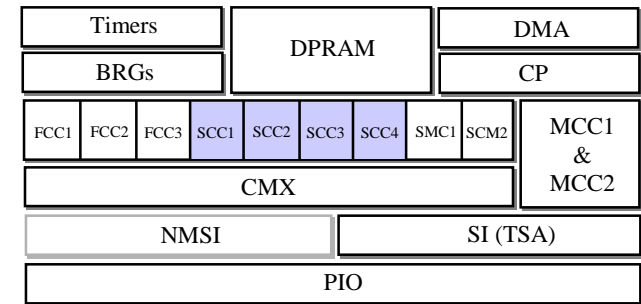 Timers
DPRAM
DMA
BRGs
CP
FCC1 FCC2 FCC3 SCC1 SCC2 SCC3 SCC4 SMC1 SCM2
MCC1
&
MCC2
CMX
NMSI
SI (TSA)
PIO